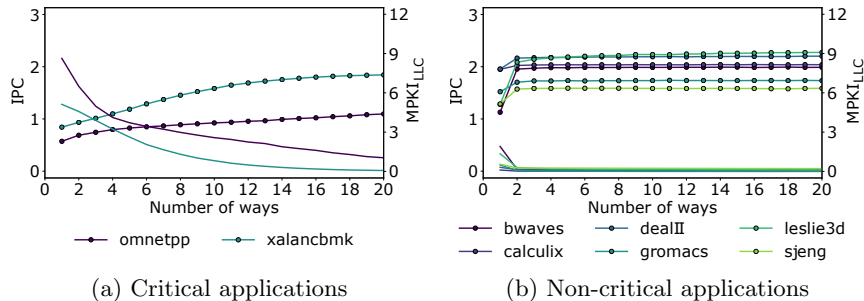 3
2
1
0
IPC
12
9
6
3
0
MPKI_LLC
0 2 4 6 8 10 12 14 16 18 20
Number of ways
omnetpp xalancbmk
(a) Critical applications
3
2
1
0
IPC
12
9
6
3
0
MPKI_LLC
0 2 4 6 8 10 12 14 16 18 20
Number of ways
bwaves dealII leslie3d
calculix gromacs sjeng
(b) Non-critical applications